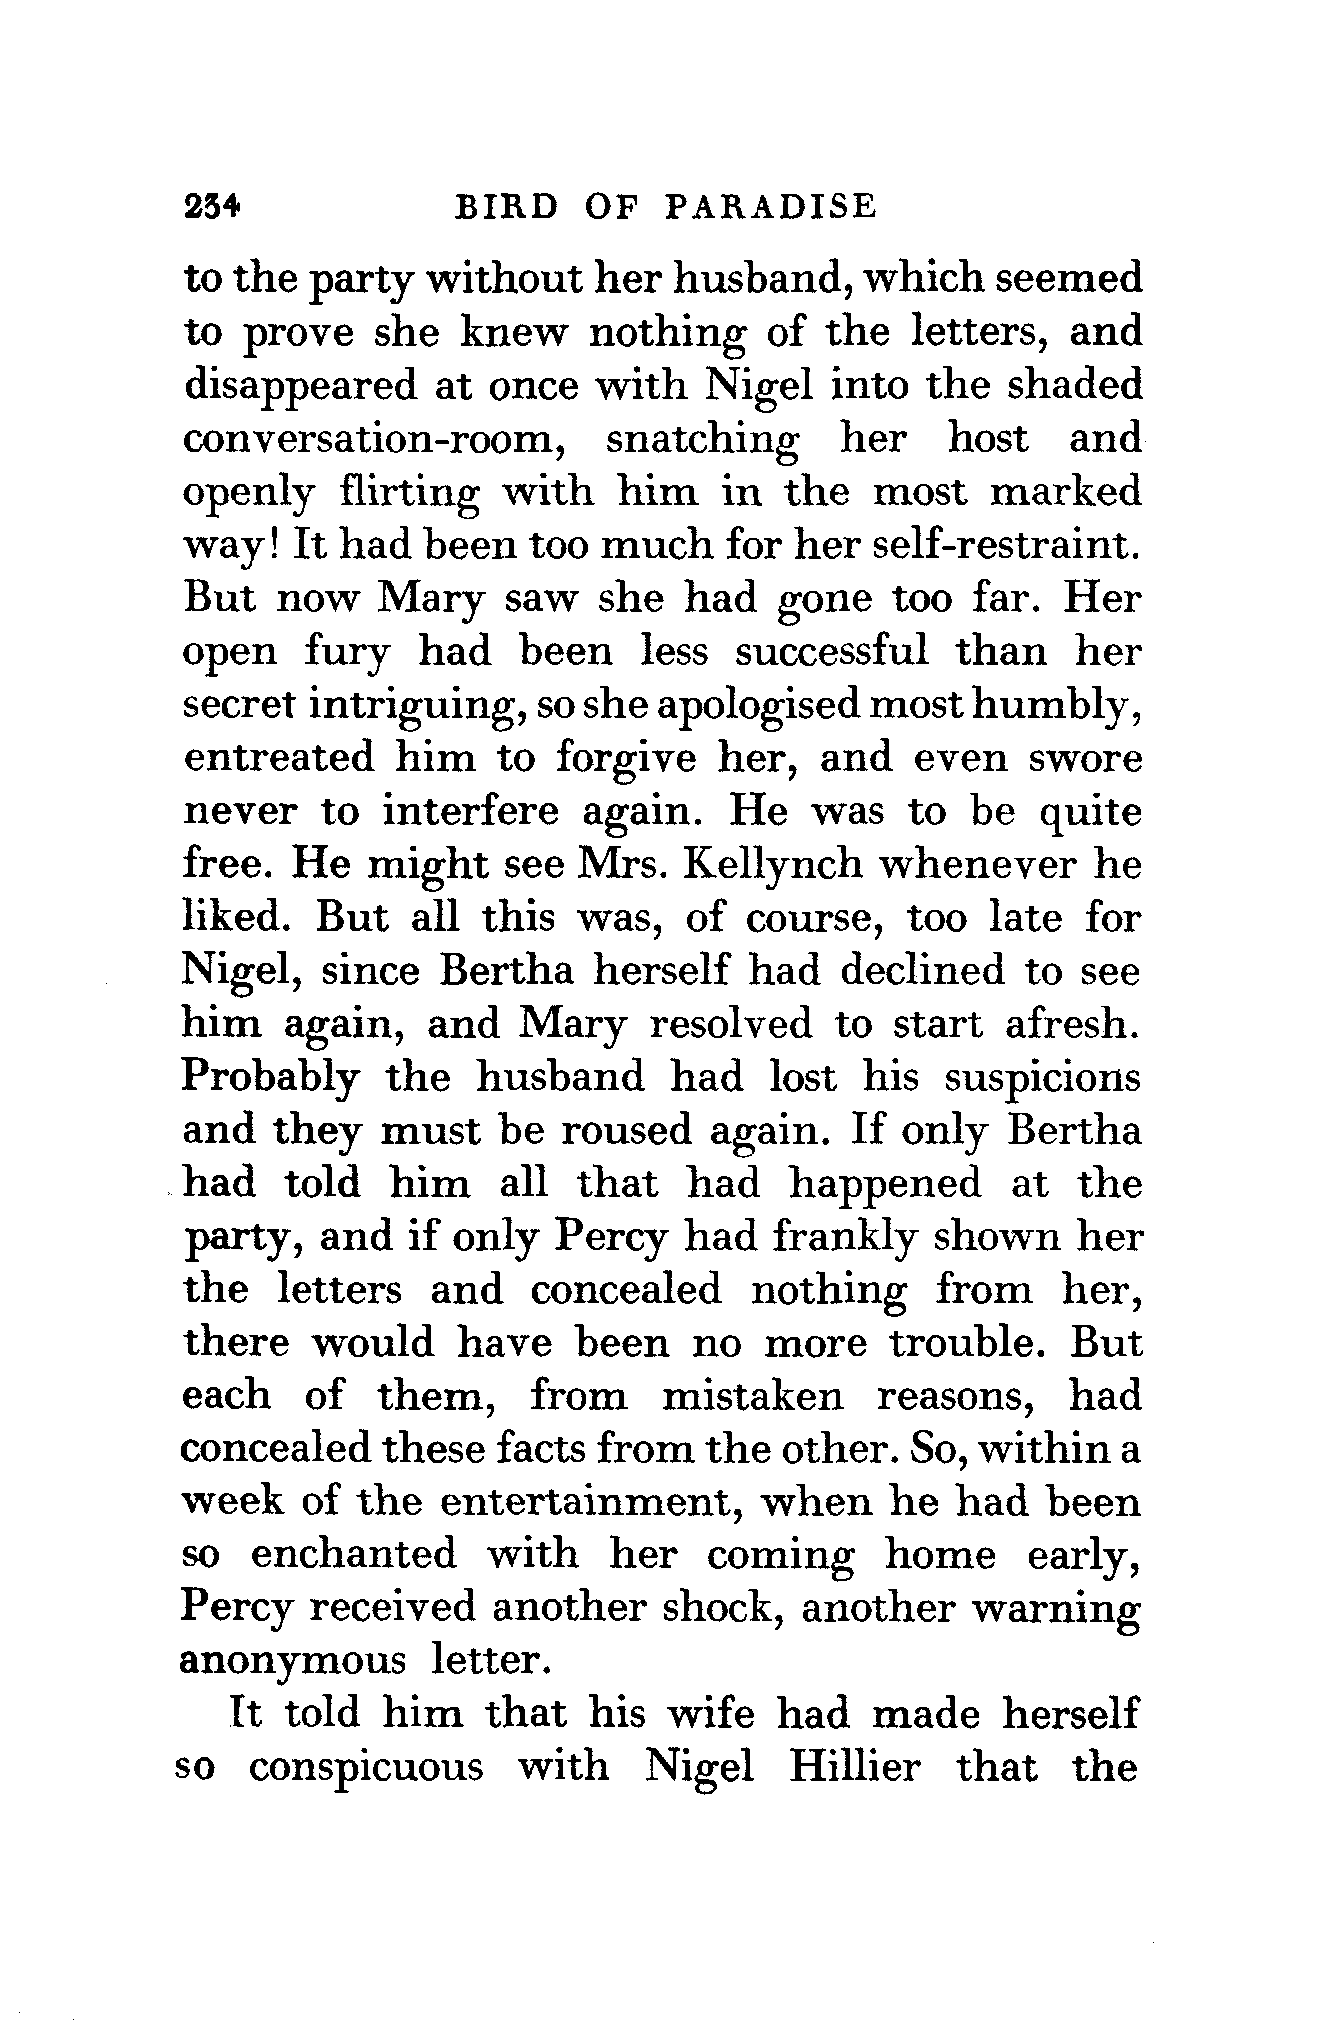 234 BIRD OF PARADISE
to the party without her husband, which seemed
to prove she knew nothing of the letters, and
disappeared at once with Nigel into the shaded
conversation-room, snatching her host and
openly flirting with him in the most marked
way! It had been too much for her self-restraint.
But now Mary saw she had gone too far. Her
open fury had been less successful than her
secret intriguing, so she apologised most humbly,
entreated him to forgive her, and even swore
never to interfere again. He was to be quite
free. He might see Mrs. Kellynch whenever he
liked. But all this was, of course, too late for
Nigel, since Bertha herself had declined to see
him again, and Mary resolved to start afresh.
Probably the husband had lost his suspicions
and they must be roused again. If only Bertha
had told him all that had happened at the
party, and if only Percy had frankly shown her
the letters and concealed nothing from her,
there would have been no more trouble. But
each of them, from mistaken reasons, had
concealed these facts from the other. So, within a
week of the entertainment, when he had been
so enchanted with her coming home early,
Percy received another shock, another warning
anonymous letter.
It told him that his wife had made herself
so conspicuous with Nigel Hillier that the